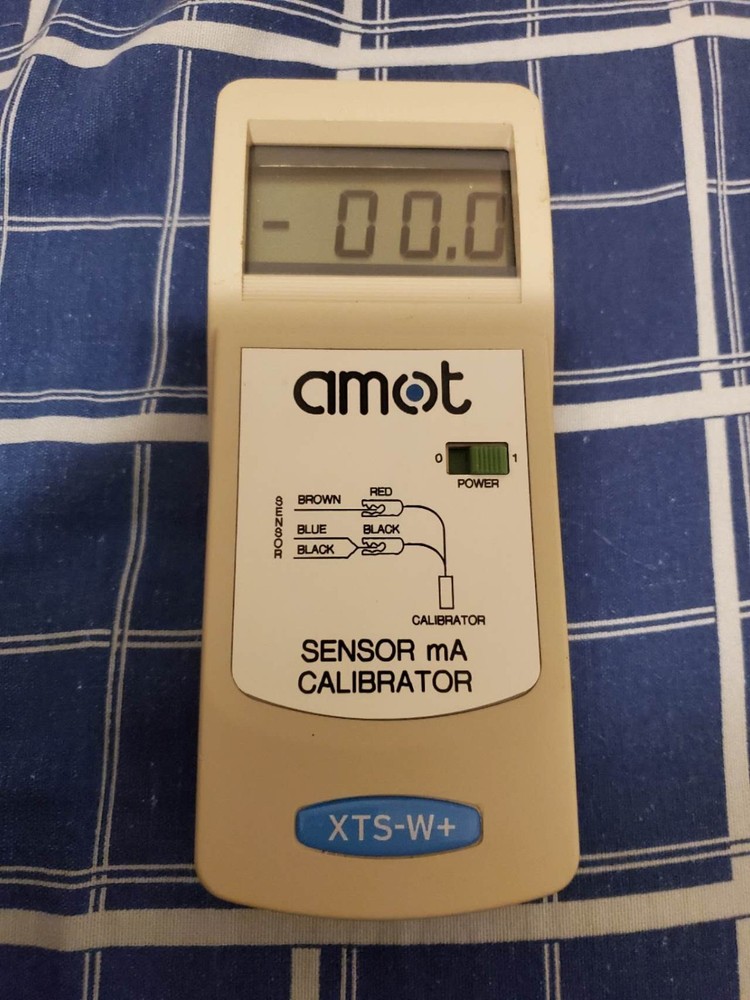 - 00.0
amot
0 1
POWER
RED
BROWN
SENSOR
BLUE BLACK
BLACK
CALIBRATOR
SENSOR mA
CALIBRATOR
XTS-W+